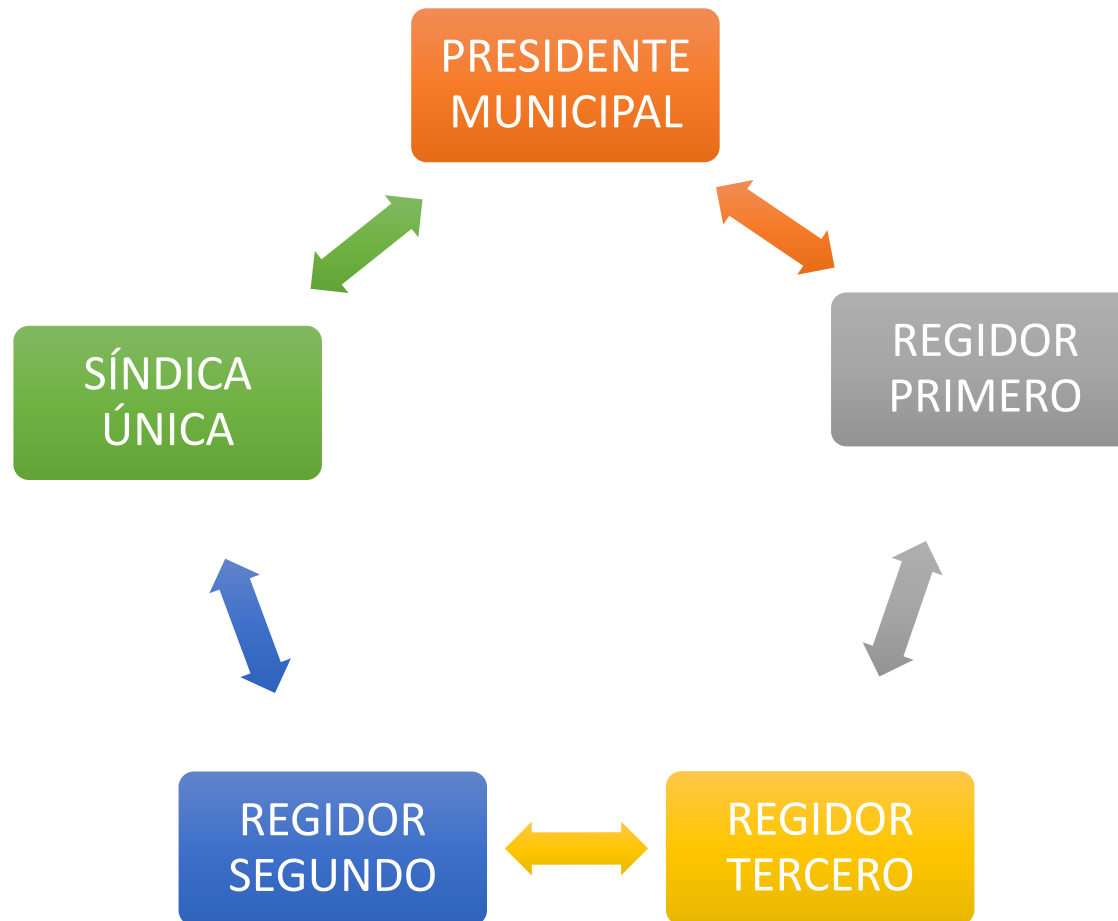 PRESIDENTE
MUNICIPAL
SÍNDICA
ÚNICA
REGIDOR
PRIMERO
REGIDOR
SEGUNDO
REGIDOR
TERCERO